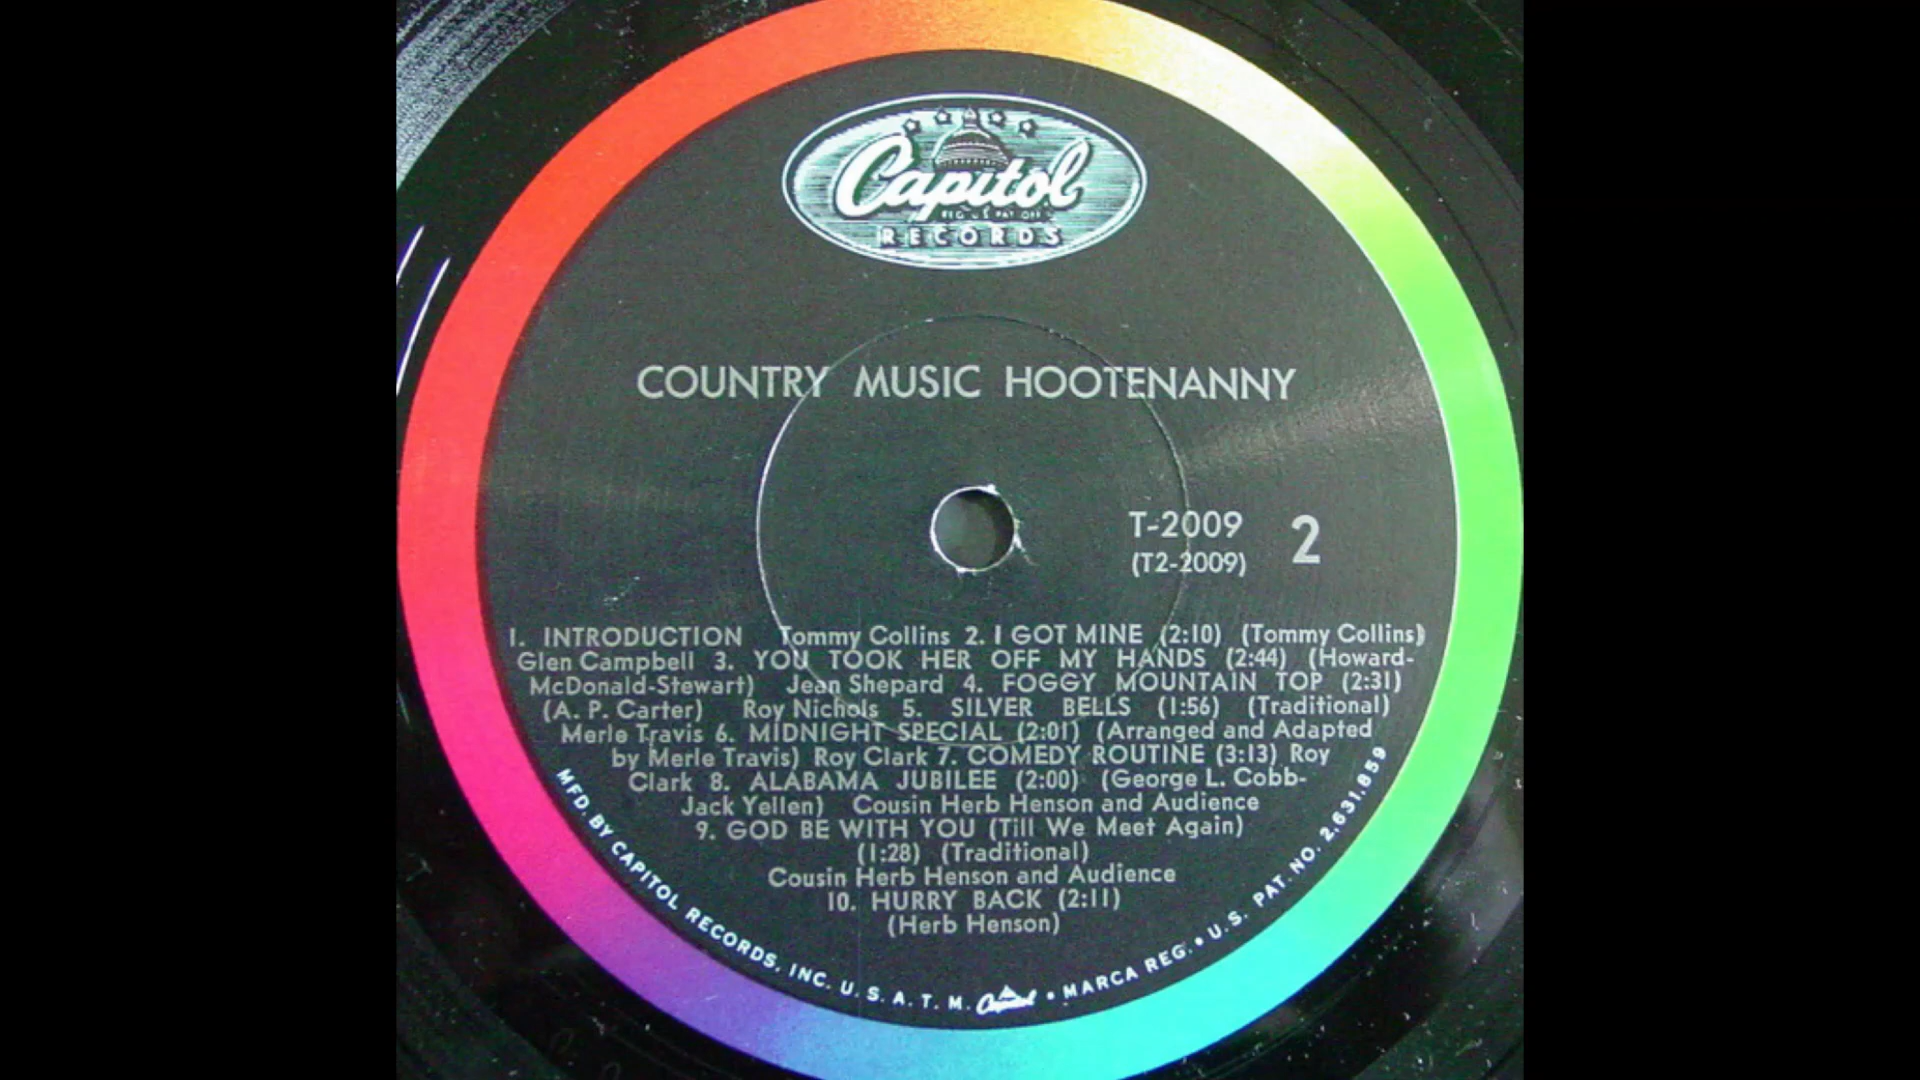 Capitol
REG. U.S. PAT. OFF.
RECORDS
COUNTRY MUSIC HOOTENANNY
T-2009
(T2-2009)
2
1. INTRODUCTION Tommy Collins 2. I GOT MINE (2:10) (Tommy Collins)
Glen Campbell 3. YOU TOOK HER OFF MY HANDS (2:44) (Howard-
McDonald-Stewart) Jean Shepard 4. FOGGY MOUNTAIN TOP (2:31)
(A. P. Carter) Roy Nichols 5. SILVER BELLS (1:56) (Traditional)
Merle Travis 6. MIDNIGHT SPECIAL (2:01) (Arranged and Adapted
by Merle Travis) Roy Clark 7. COMEDY ROUTINE (3:13) Roy
Clark 8. ALABAMA JUBILEE (2:00) (George L. Cobb-
Jack Yellen) Cousin Herb Henson and Audience
9. GOD BE WITH YOU (Till We Meet Again)
(1:28) (Traditional)
Cousin Herb Henson and Audience
10. HURRY BACK (2:11)
(Herb Henson)
MFD. BY CAPITOL RECORDS, INC. U.S.A. T.M. Capitol • MARCA REG. • U.S. PAT. NO. 2,631,859